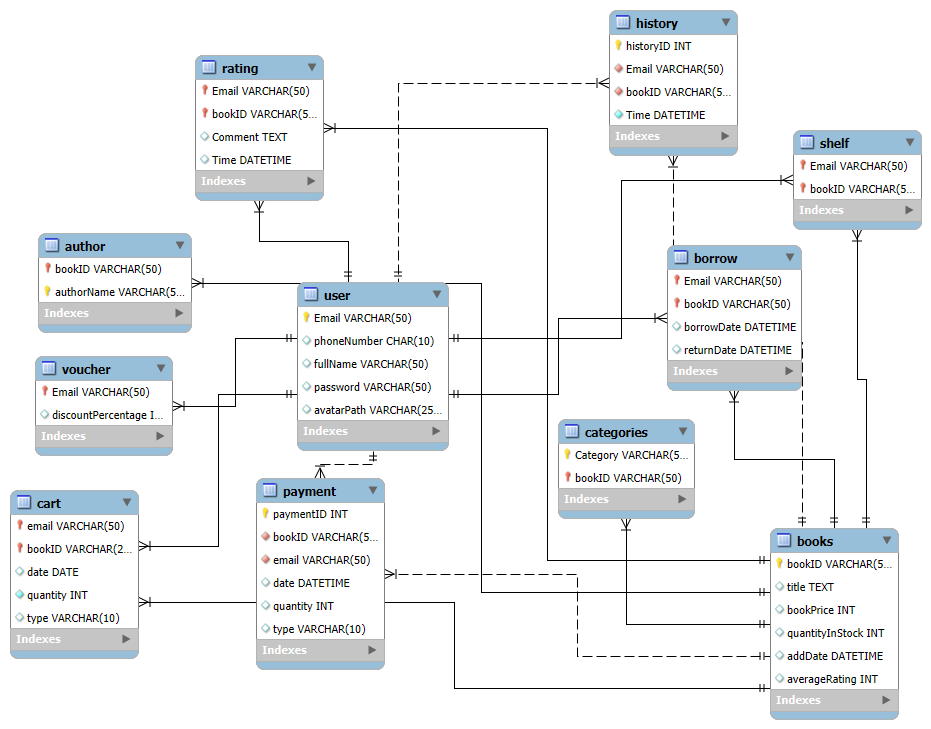 history
historyID INT
Email VARCHAR(50)
bookID VARCHAR(5...
Time DATETIME
Indexes
rating
Email VARCHAR(50)
bookID VARCHAR(5...
Comment TEXT
Time DATETIME
Indexes
shelf
Email VARCHAR(50)
bookID VARCHAR(5...
Indexes
author
bookID VARCHAR(50)
authorName VARCHAR(5...
Indexes
borrow
Email VARCHAR(50)
bookID VARCHAR(50)
borrowDate DATETIME
returnDate DATETIME
Indexes
user
Email VARCHAR(50)
phoneNumber CHAR(10)
fullName VARCHAR(50)
password VARCHAR(50)
avatarPath VARCHAR(25...
Indexes
voucher
Email VARCHAR(50)
discountPercentage I...
Indexes
categories
Category VARCHAR(5...
bookID VARCHAR(50)
Indexes
cart
email VARCHAR(50)
bookID VARCHAR(2...
date DATE
quantity INT
type VARCHAR(10)
Indexes
payment
paymentID INT
bookID VARCHAR(5...
email VARCHAR(50)
date DATETIME
quantity INT
type VARCHAR(10)
Indexes
books
bookID VARCHAR(5...
title TEXT
bookPrice INT
quantityInStock INT
addDate DATETIME
averageRating INT
Indexes